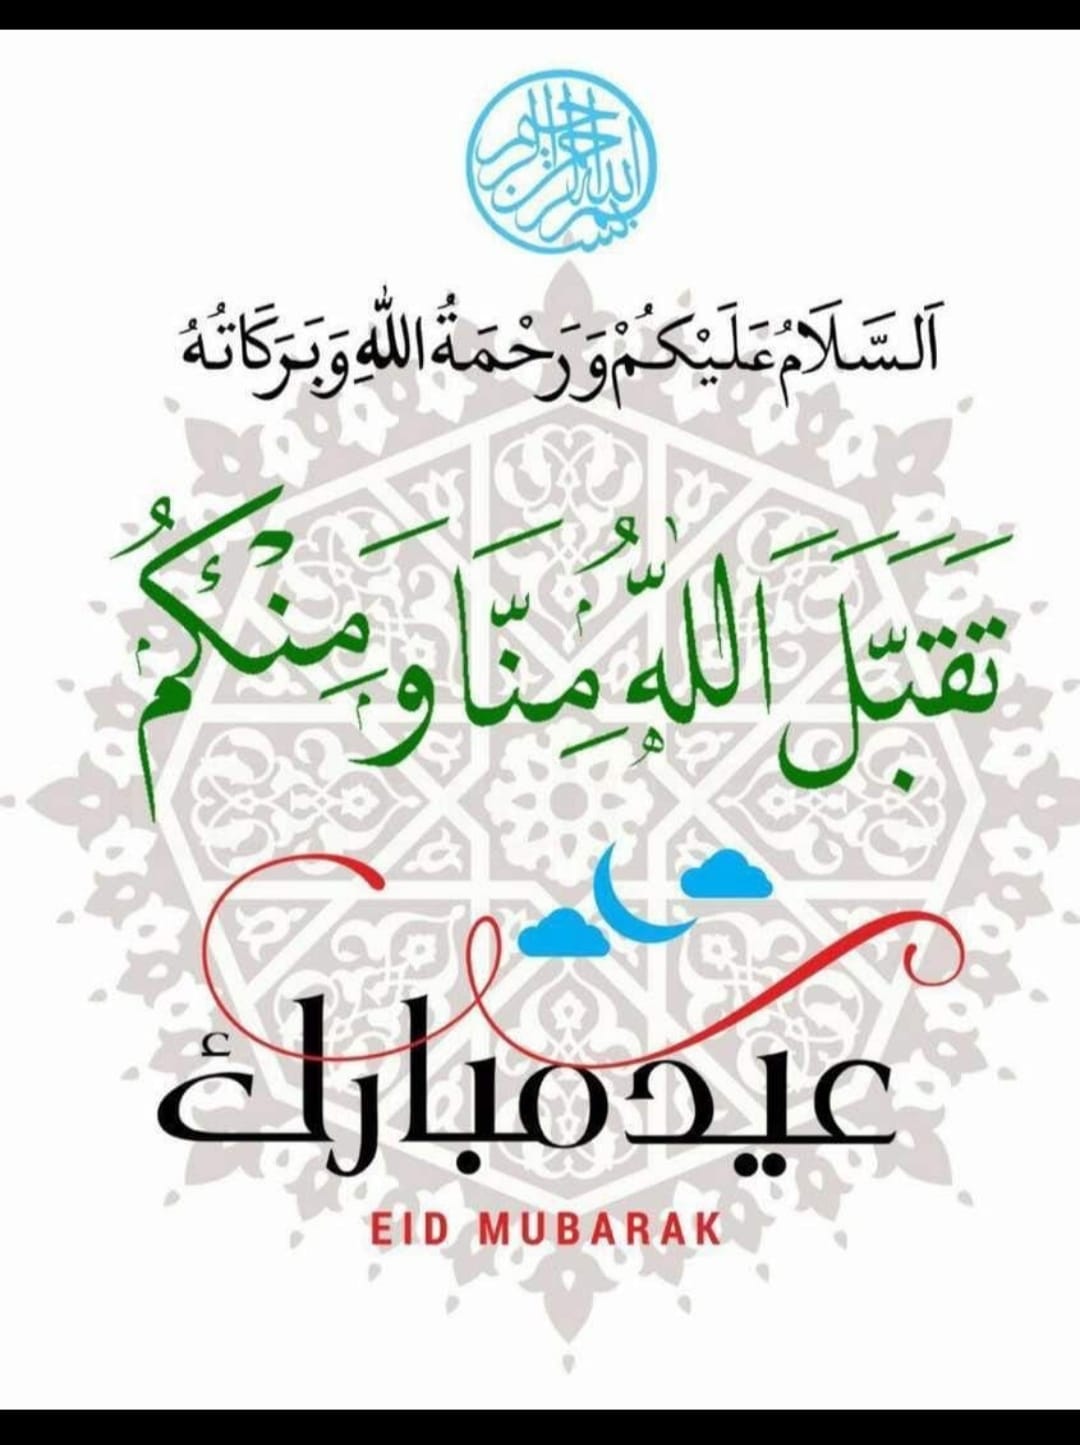 بسم الله الرحمن الرحيم
اَلسَّلَامُ عَلَيْكُمْ وَرَحْمَةُ اللهِ وَبَرَكَاتُهُ
تَقَبَّلَ اللهُ مِنَّا وَمِنْكُمْ
عيد مبارك
EID MUBARAK